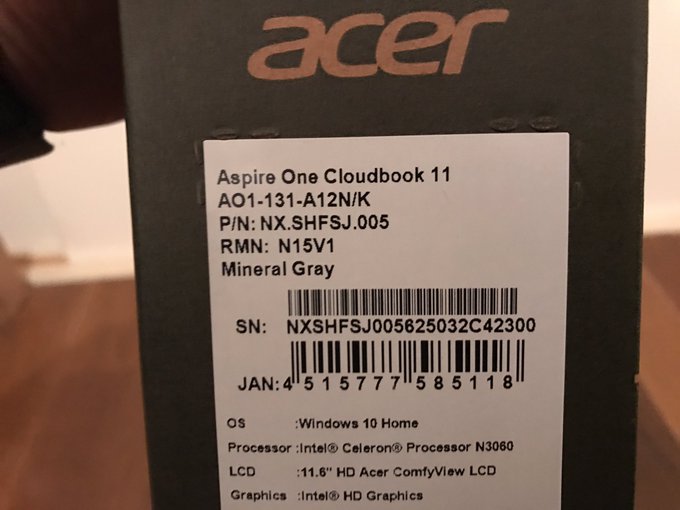 acer
Aspire One Cloudbook 11
AO1-131-A12N/K
P/N: NX.SHFSJ.005
RMN: N15V1
Mineral Gray
SN: NXSHFSJ005625032C42300
JAN: 4 515777 585118
OS :Windows 10 Home
Processor :Intel® Celeron® Processor N3060
LCD :11.6" HD Acer ComfyView LCD
Graphics :Intel® HD Graphics